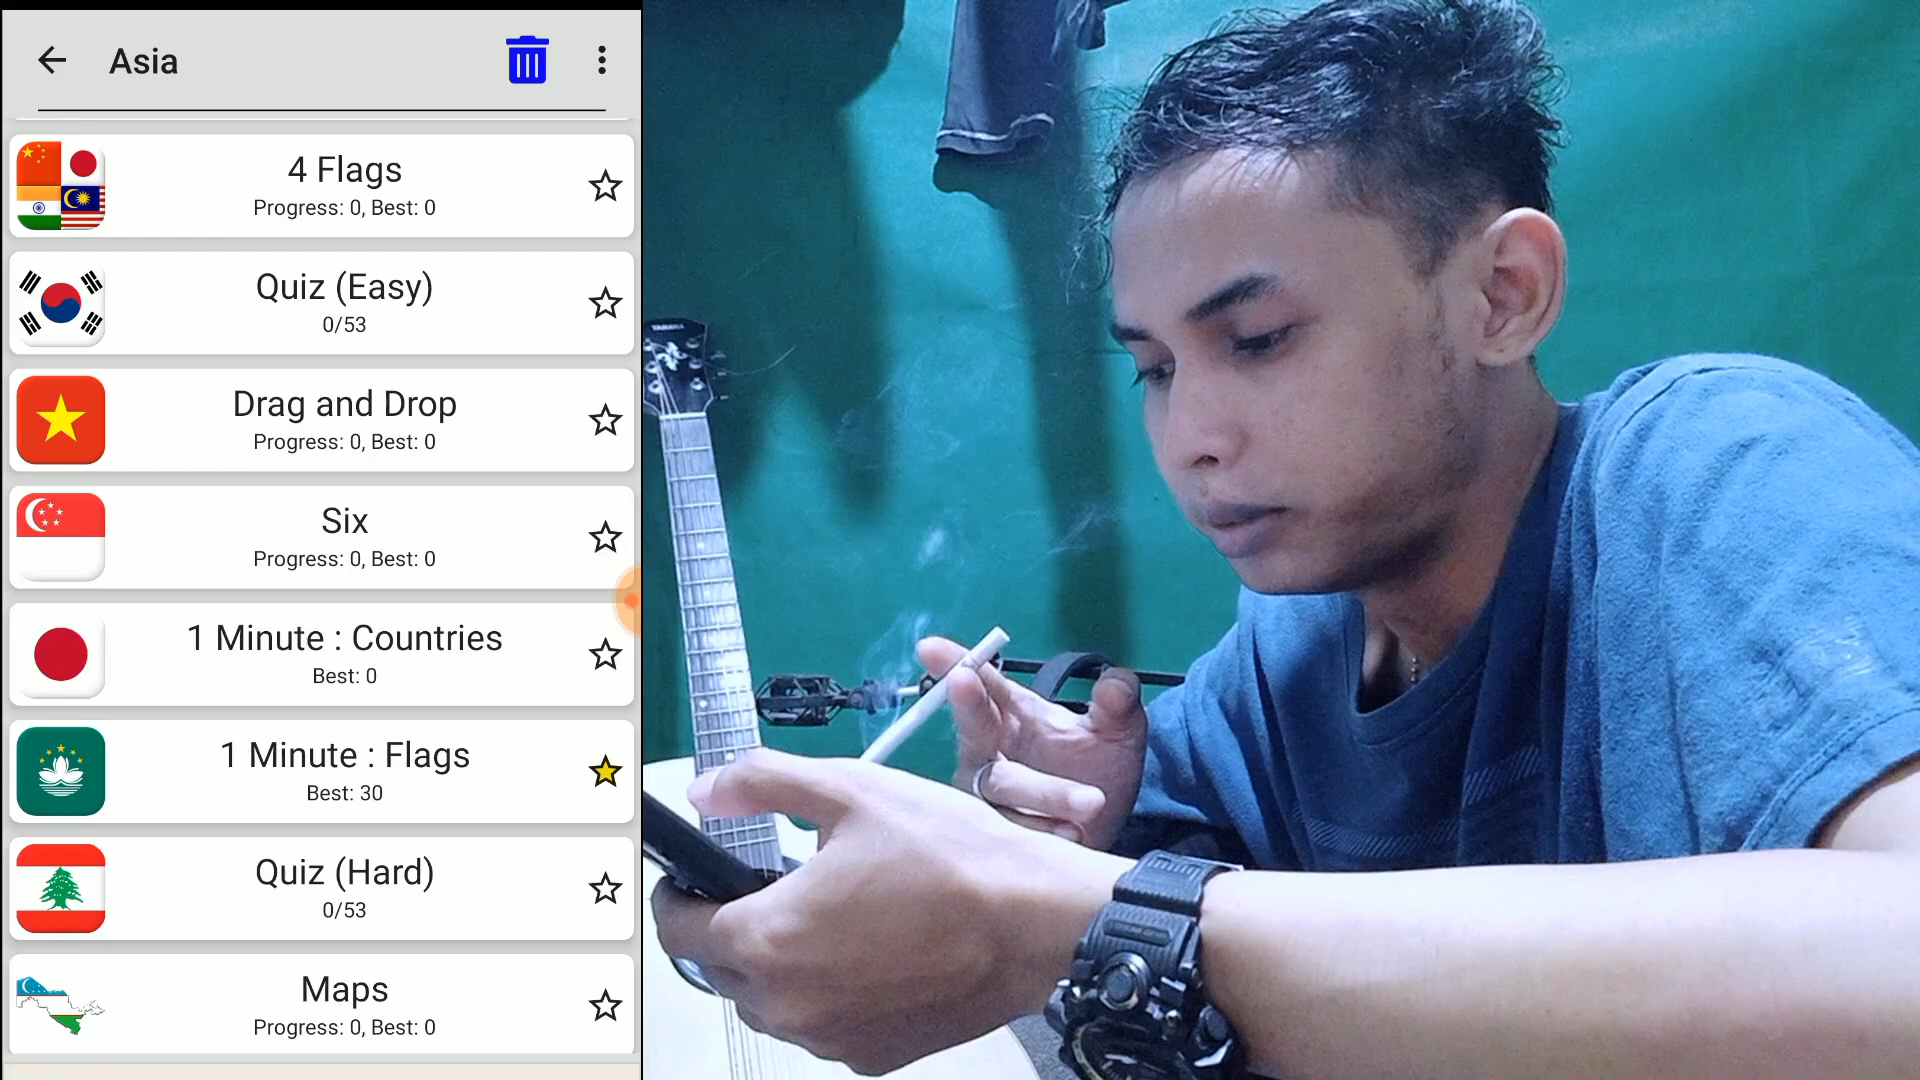 Asia
4 Flags
Progress: 0, Best: 0
Quiz (Easy)
0/53
Drag and Drop
Progress: 0, Best: 0
Six
Progress: 0, Best: 0
1 Minute : Countries
Best: 0
1 Minute : Flags
Best: 30
Quiz (Hard)
0/53
Maps
Progress: 0, Best: 0
YAMAHA